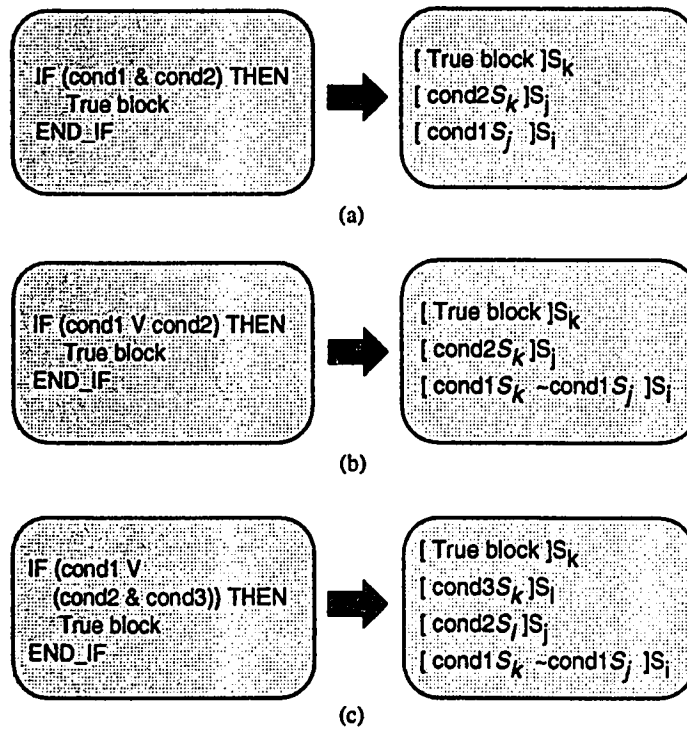 IF (cond1 & cond2) THEN
True block
END_IF
[ True block ]Sk
[ cond2Sk ]Sj
[ cond1Sj ]Si
(a)
IF (cond1 V cond2) THEN
True block
END_IF
[ True block ]Sk
[ cond2Sk ]Sj
[ cond1Sk ~cond1Sj ]Si
(b)
IF (cond1 V
(cond2 & cond3)) THEN
True block
END_IF
[ True block ]Sk
[ cond3Sk ]Sl
[ cond2Sl ]Sj
[ cond1Sk ~cond1Sj ]Si
(c)